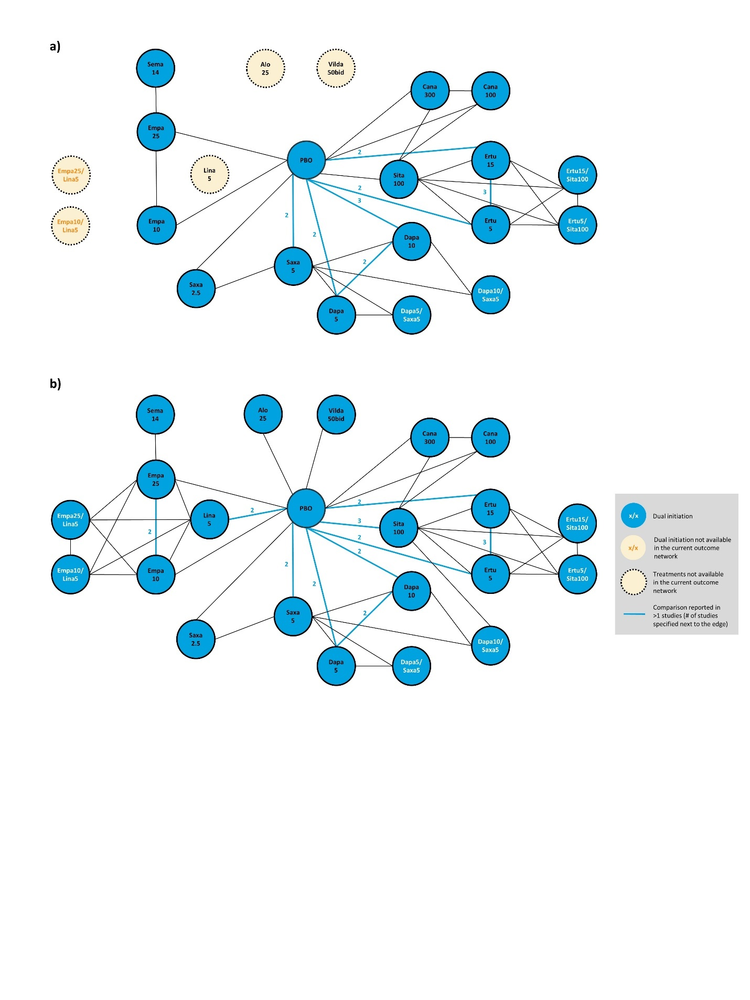 a)
Sema
14
Alo
25
Vilda
50bid
Cana
300
Cana
100
Empa
25
PBO
2
Ertu
15
Empa25/
Lina5
Lina
5
Sita
100
Ertu15/
Sita100
2
3
3
Empa10/
Lina5
Empa
10
2
2
Ertu
5
Ertu5/
Sita100
Dapa
10
2
Saxa
5
Saxa
2.5
Dapa10/
Saxa5
Dapa
5
Dapa5/
Saxa5
b)
Sema
14
Alo
25
Vilda
50bid
Cana
300
Cana
100
Empa
25
PBO
2
Ertu
15
Empa25/
Lina5
Lina
5
2
3
Sita
100
Ertu15/
Sita100
2
2
2
3
Empa10/
Lina5
Empa
10
2
2
Ertu
5
Ertu5/
Sita100
Dapa
10
2
Saxa
5
Saxa
2.5
Dapa10/
Saxa5
Dapa
5
Dapa5/
Saxa5
x/x
Dual initiation
x/x
Dual initiation not available
in the current outcome
network
Treatments not available
in the current outcome
network
Comparison reported in
>1 studies (# of studies
specified next to the edge)